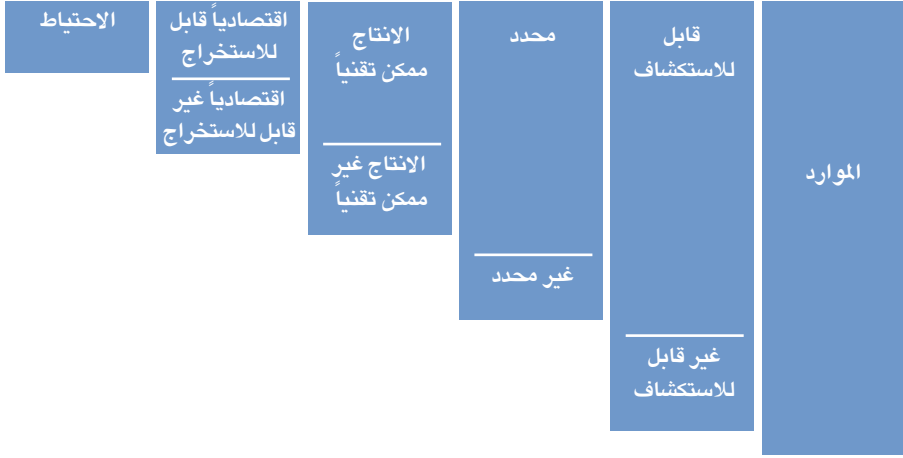 الموارد
قابل
للاستكشاف
غير قابل
للاستكشاف
محدد
غير محدد
الانتاج
ممكن تقنياً
الانتاج غير
ممكن تقنياً
اقتصادياً قابل
للاستخراج
اقتصادياً غير
قابل للاستخراج
الاحتياط